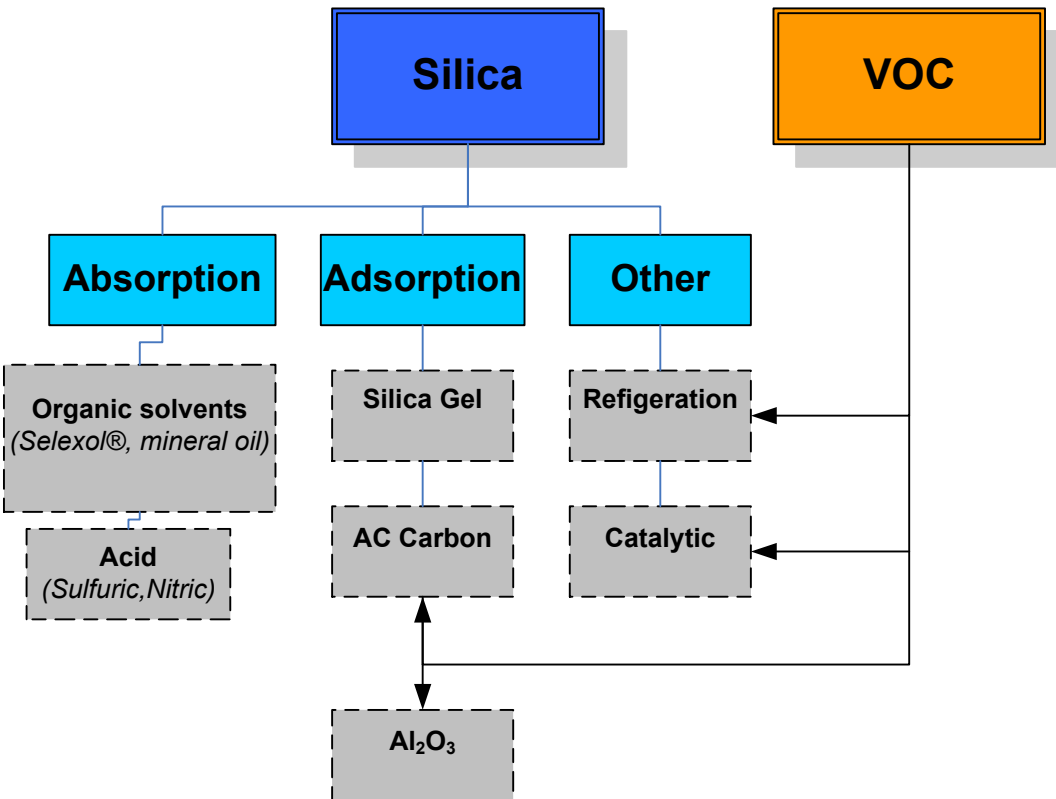 Silica
VOC
Absorption
Adsorption
Other
Organic solvents
(Selexol®, mineral oil)
Silica Gel
Refigeration
Acid
(Sulfuric,Nitric)
AC Carbon
Catalytic
Al₂O₃